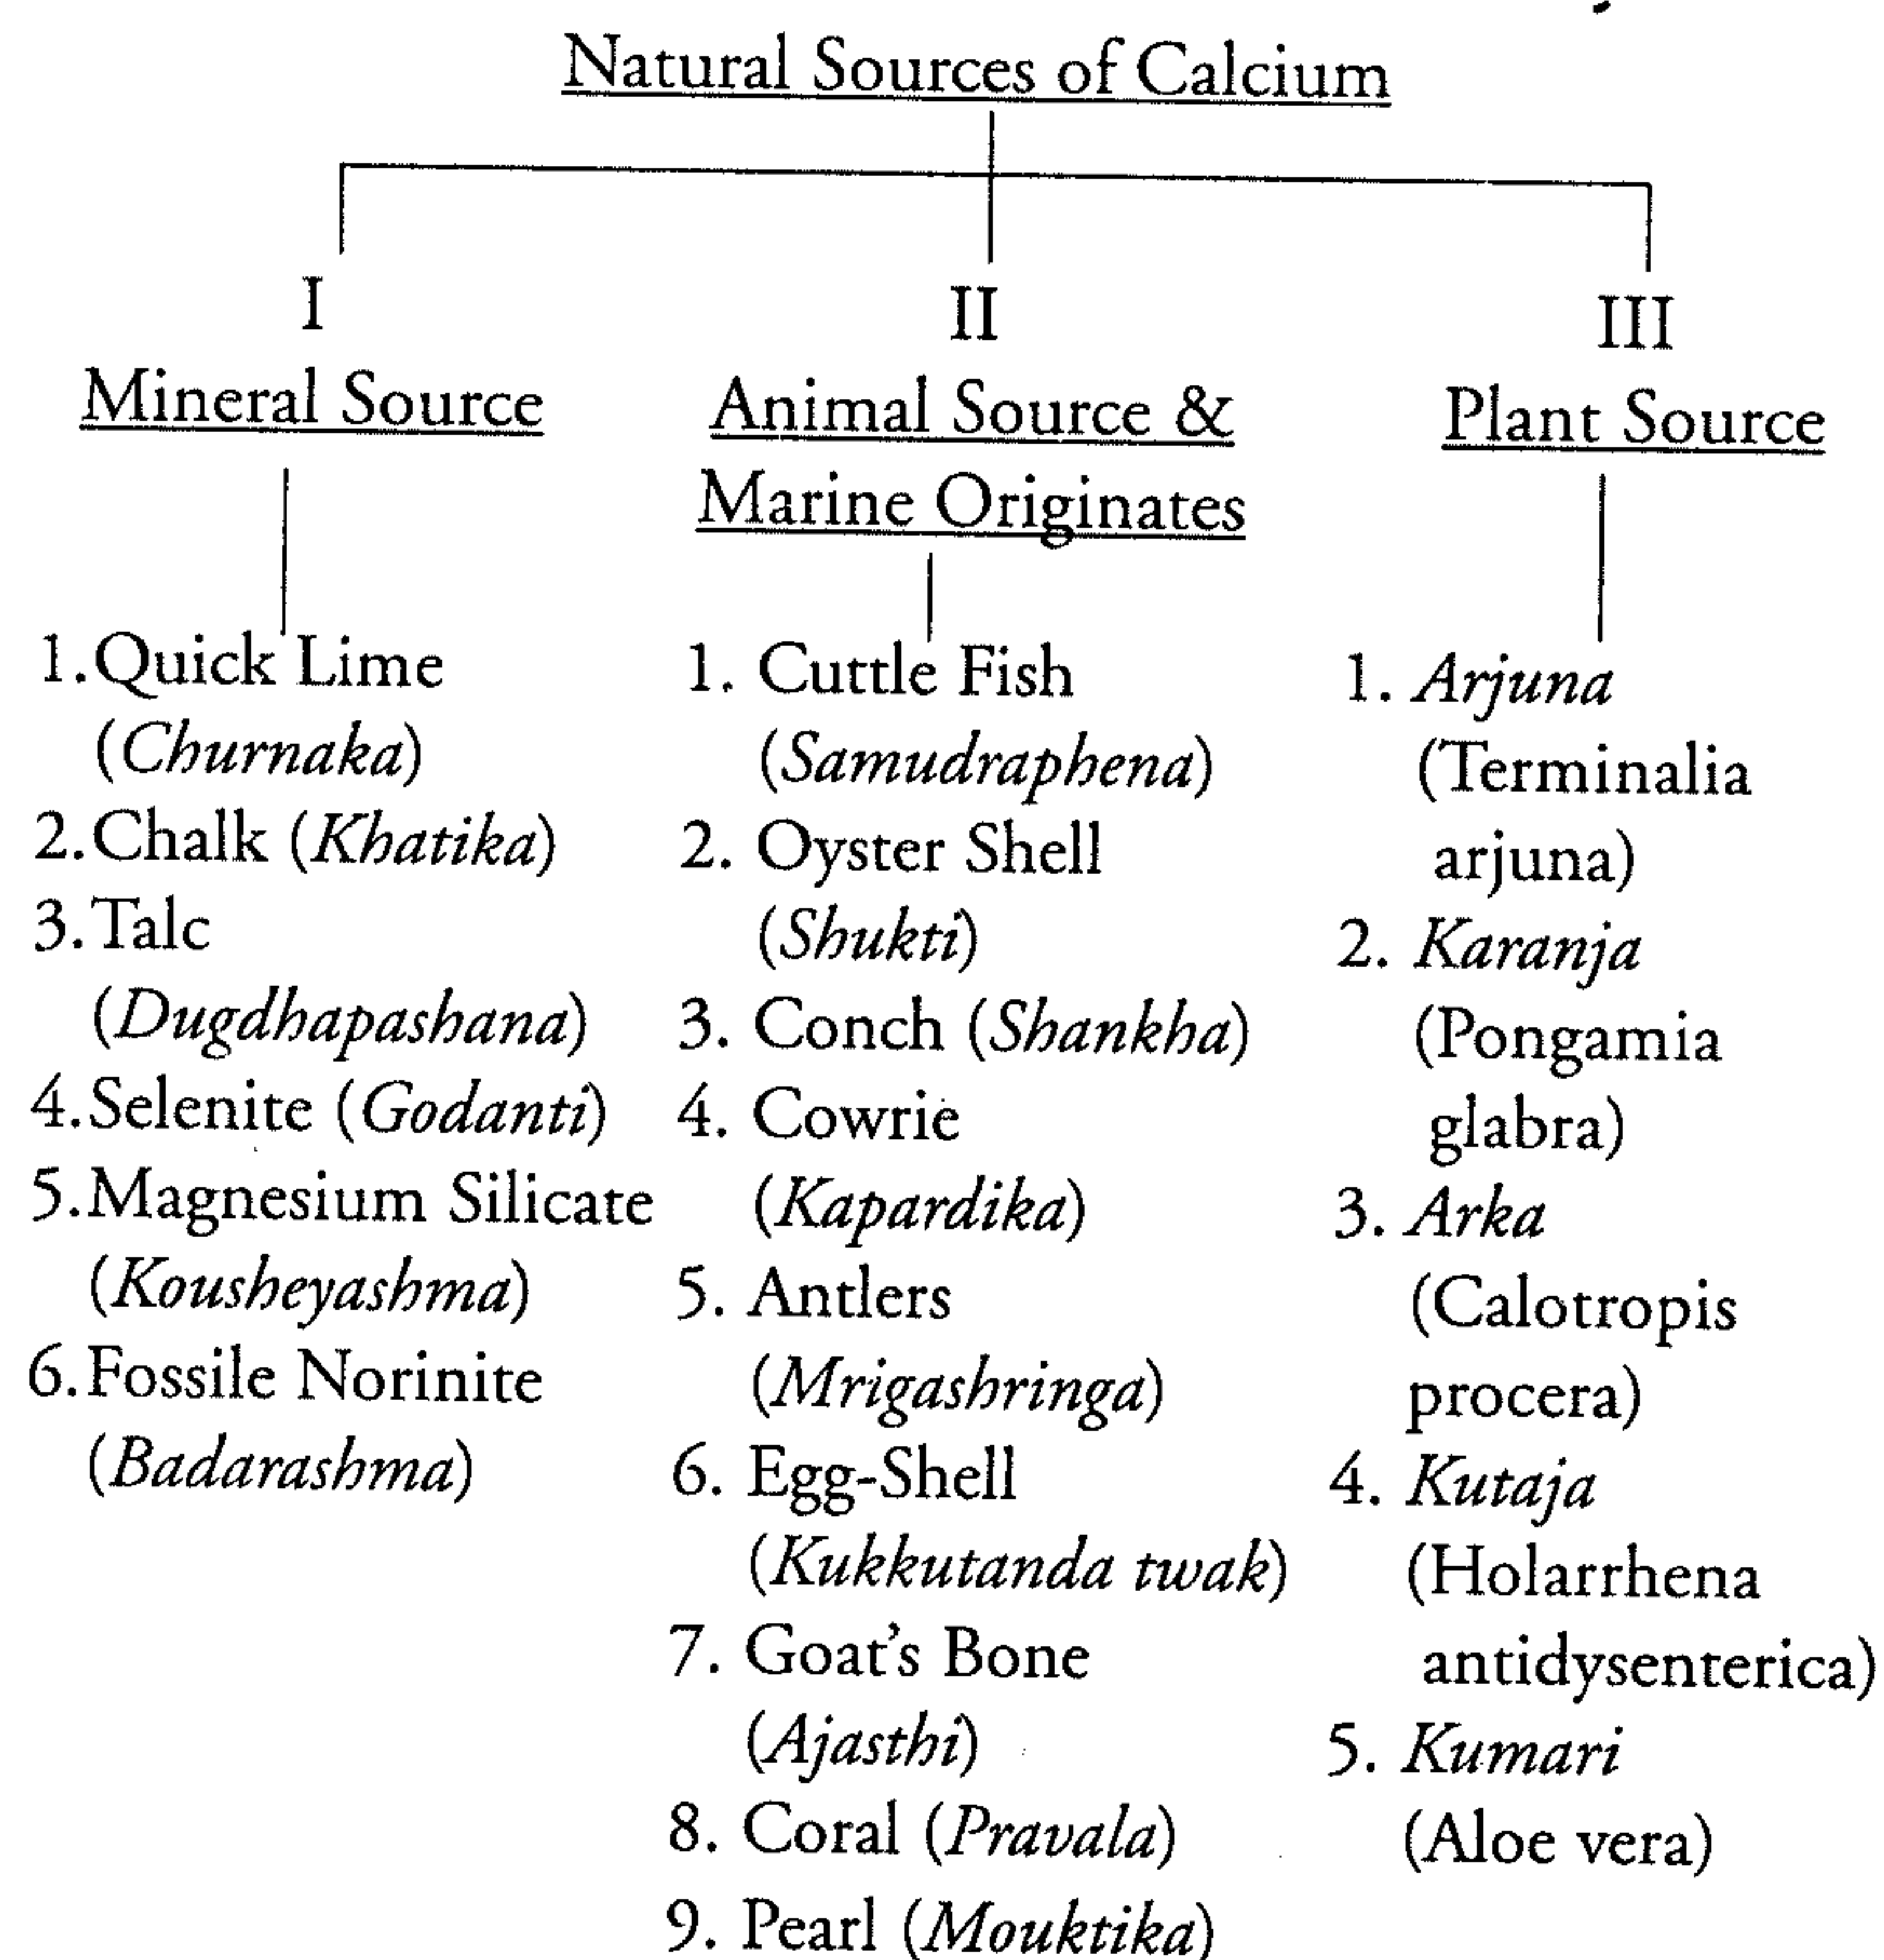 Natural Sources of Calcium
I
Mineral Source
1.Quick Lime
(Churnaka)
2.Chalk (Khatika)
3.Talc
(Dugdhapashana)
4.Selenite (Godanti)
5.Magnesium Silicate
(Kousheyashma)
6.Fossile Norinite
(Badarashma)
II
Animal Source &
Marine Originates
1. Cuttle Fish
(Samudraphena)
2. Oyster Shell
(Shukti)
3. Conch (Shankha)
4. Cowrie
(Kapardika)
5. Antlers
(Mrigashringa)
6. Egg-Shell
(Kukkutanda twak)
7. Goat's Bone
(Ajasthi)
8. Coral (Pravala)
9. Pearl (Mouktika)
III
Plant Source
1. Arjuna
(Terminalia
arjuna)
2. Karanja
(Pongamia
glabra)
3. Arka
(Calotropis
procera)
4. Kutaja
(Holarrhena
antidysenterica)
5. Kumari
(Aloe vera)